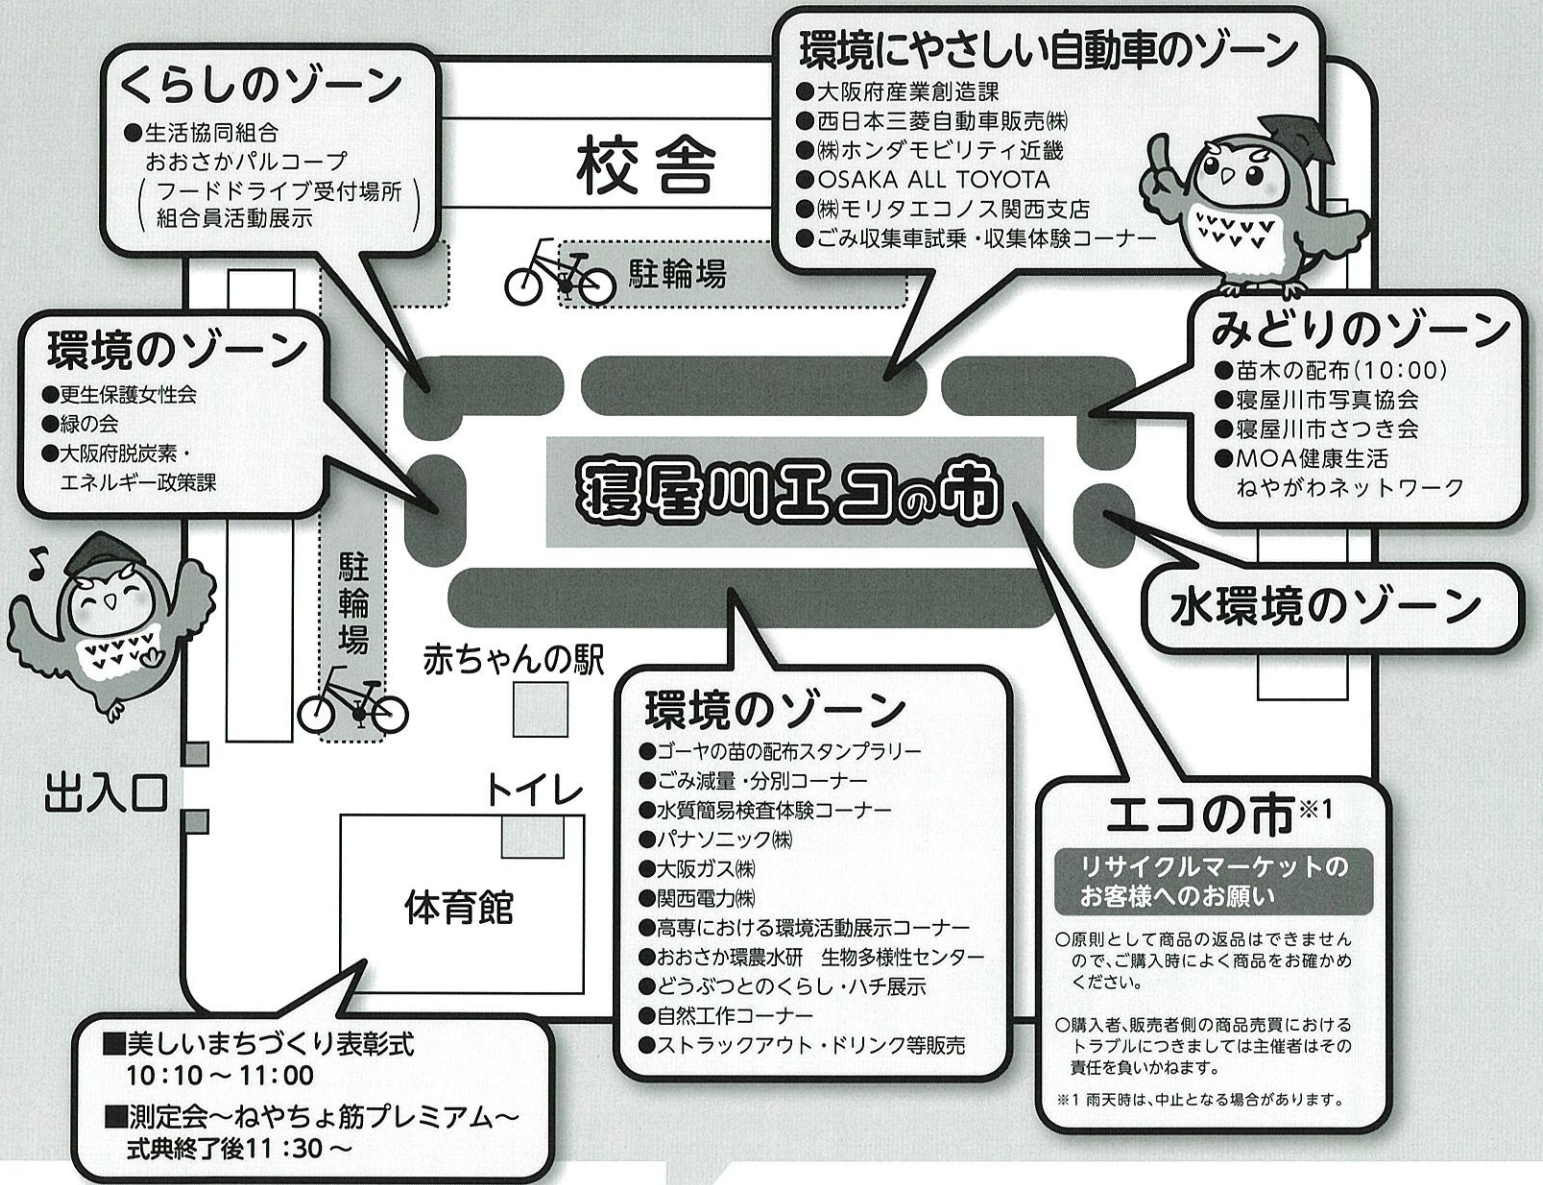 くらしのゾーン
●生活協同組合
おおさかパルコープ
(フードドライブ受付場所
組合員活動展示)
校舎
駐輪場
環境にやさしい自動車のゾーン
●大阪府産業創造課
●西日本三菱自動車販売㈱
●㈱ホンダモビリティ近畿
●OSAKA ALL TOYOTA
●㈱モリタエコノス関西支店
●ごみ収集車試乗・収集体験コーナー
環境のゾーン
●更生保護女性会
●緑の会
●大阪府脱炭素・
エネルギー政策課
みどりのゾーン
●苗木の配布(10:00)
●寝屋川市写真協会
●寝屋川市さつき会
●MOA健康生活
ねやがわネットワーク
寝屋川エコの市
水環境のゾーン
駐輪場
赤ちゃんの駅
出入口
トイレ
体育館
環境のゾーン
●ゴーヤの苗の配布スタンプラリー
●ごみ減量・分別コーナー
●水質簡易検査体験コーナー
●パナソニック㈱
●大阪ガス㈱
●関西電力㈱
●高専における環境活動展示コーナー
●おおさか環農水研 生物多様性センター
●どうぶつとのくらし・ハチ展示
●自然工作コーナー
●ストラックアウト・ドリンク等販売
エコの市※1
リサイクルマーケットの
お客様へのお願い
○原則として商品の返品はできません
ので、ご購入時によく商品をお確かめ
ください。
○購入者、販売者側の商品売買における
トラブルにつきましては主催者はその
責任を負いかねます。
※1 雨天時は、中止となる場合があります。
■美しいまちづくり表彰式
10:10～11:00
■測定会～ねやちょ筋プレミアム～
式典終了後11:30～